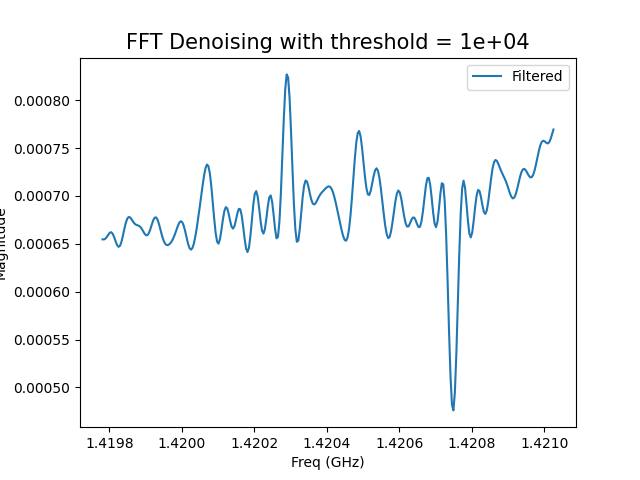 FFT Denoising with threshold = 1e+04
Filtered
0.00080
0.00075
0.00070
0.00065
0.00060
0.00055
0.00050
Magnitude
1.4198 1.4200 1.4202 1.4204 1.4206 1.4208 1.4210
Freq (GHz)